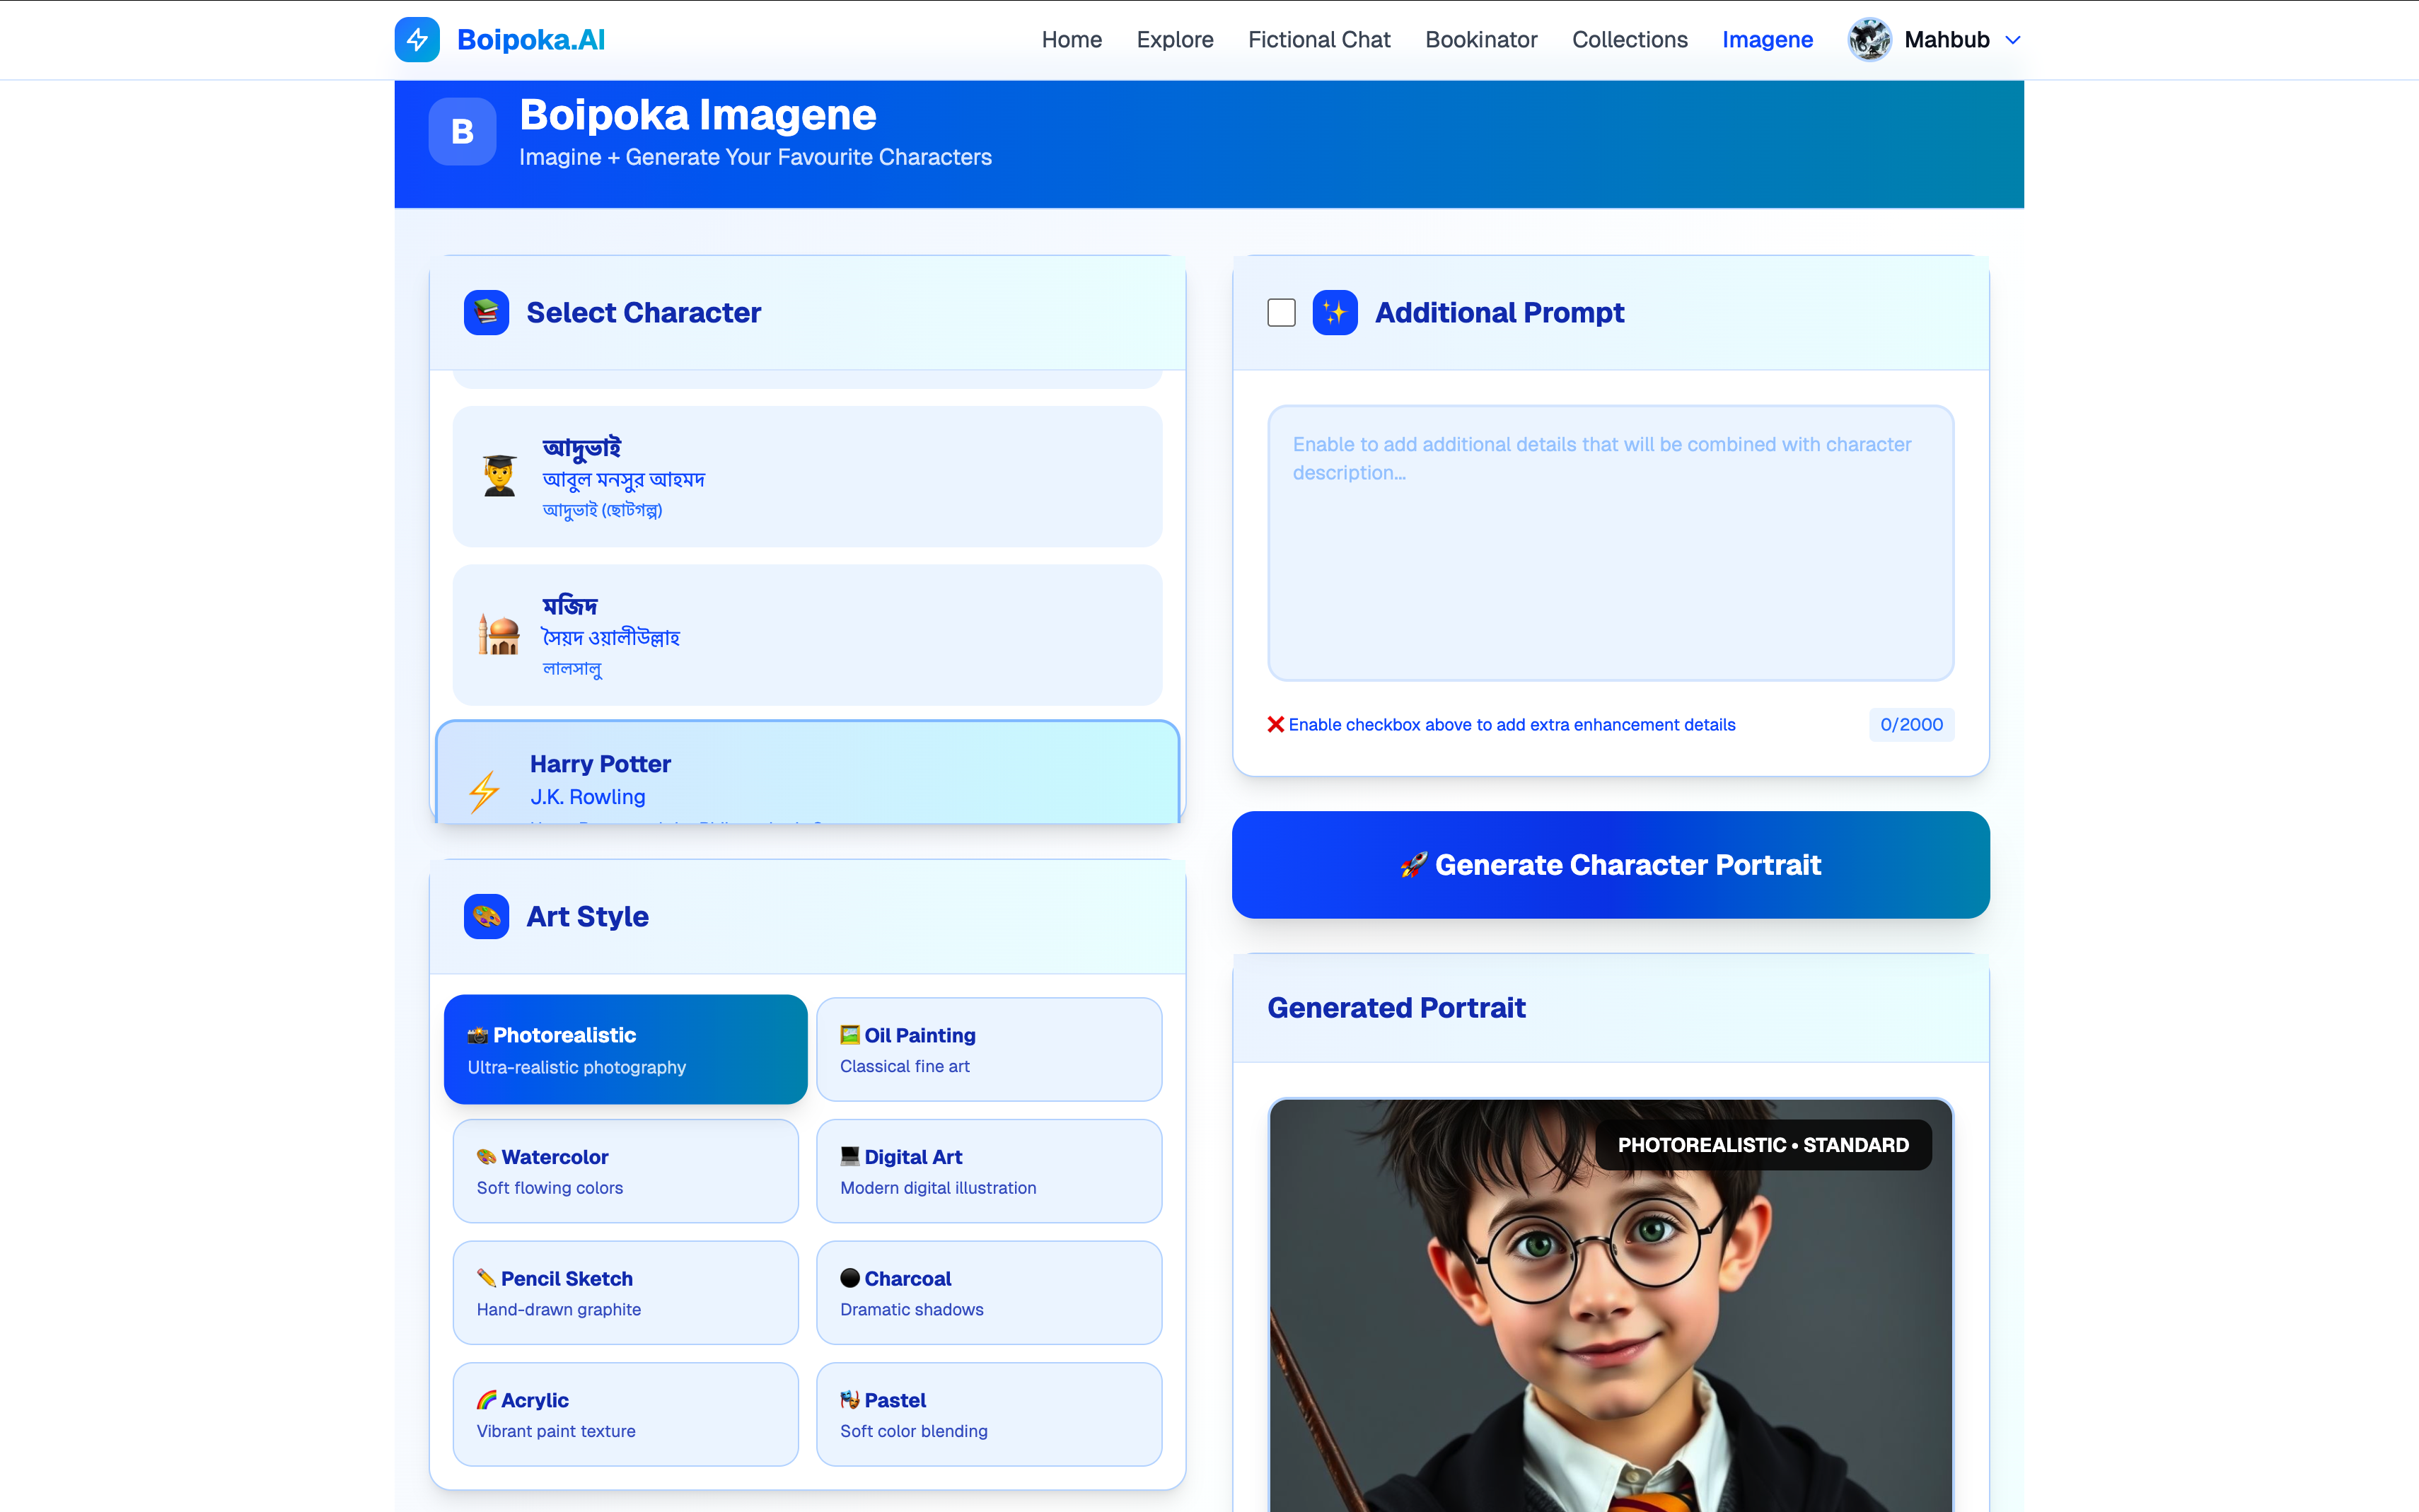 Boipoka.AI
Home
Explore
Fictional Chat
Bookinator
Collections
Imagene
Mahbub
B
Boipoka Imagene
Imagine + Generate Your Favourite Characters
Select Character
আদুভাই
আবুল মনসুর আহমদ
আদুভাই (ছোটগল্প)
মজিদ
সৈয়দ ওয়ালীউল্লাহ
লালসালু
Harry Potter
J.K. Rowling
Art Style
Photorealistic
Ultra-realistic photography
Oil Painting
Classical fine art
Watercolor
Soft flowing colors
Digital Art
Modern digital illustration
Pencil Sketch
Hand-drawn graphite
Charcoal
Dramatic shadows
Acrylic
Vibrant paint texture
Pastel
Soft color blending
Additional Prompt
Enable to add additional details that will be combined with character
description...
Enable checkbox above to add extra enhancement details
0/2000
Generate Character Portrait
Generated Portrait
PHOTOREALISTIC • STANDARD